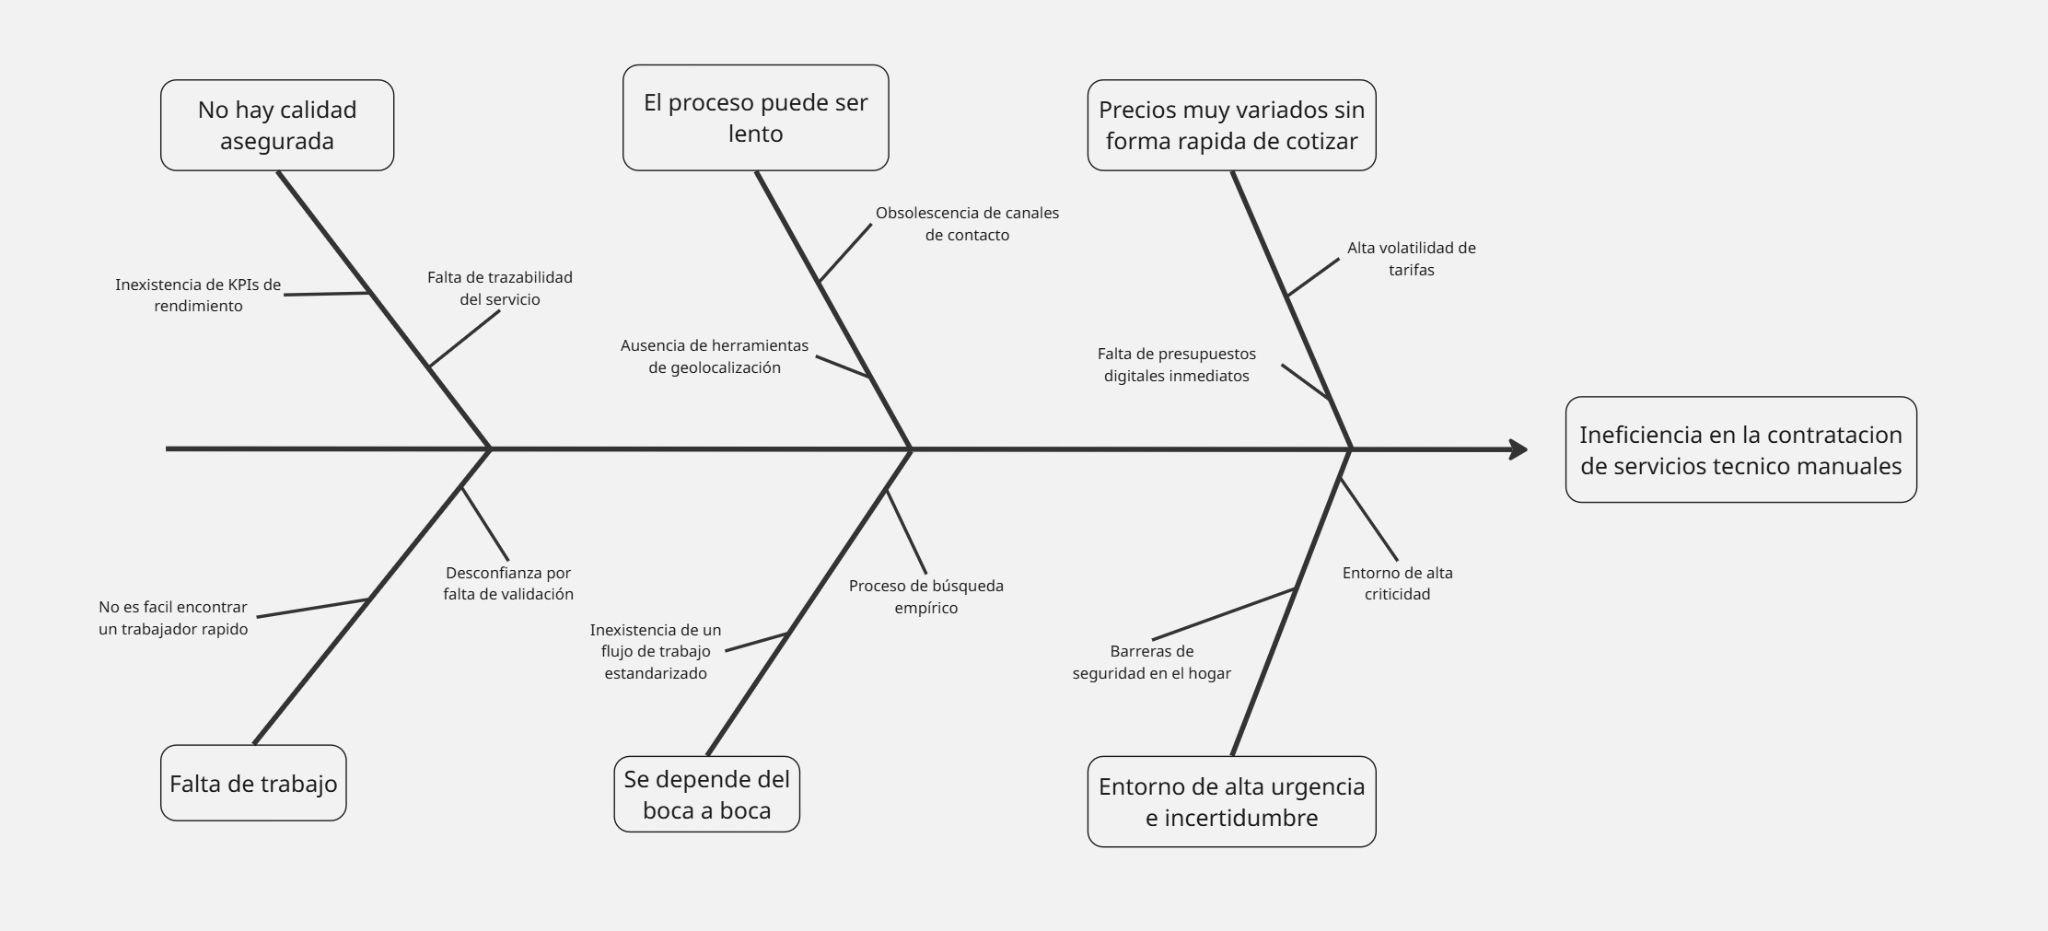 No hay calidad
asegurada
El proceso puede ser
lento
Precios muy variados sin
forma rapida de cotizar
Obsolescencia de canales
de contacto
Alta volatilidad de
tarifas
Inexistencia de KPIs de
rendimiento
Falta de trazabilidad
del servicio
Ausencia de herramientas
de geolocalización
Falta de presupuestos
digitales inmediatos
Ineficiencia en la contratacion
de servicios tecnico manuales
Desconfianza por
falta de validación
No es facil encontrar
un trabajador rapido
Proceso de búsqueda
empírico
Inexistencia de un
flujo de trabajo
estandarizado
Entorno de alta
criticidad
Barreras de
seguridad en el hogar
Falta de trabajo
Se depende del
boca a boca
Entorno de alta urgencia
e incertidumbre